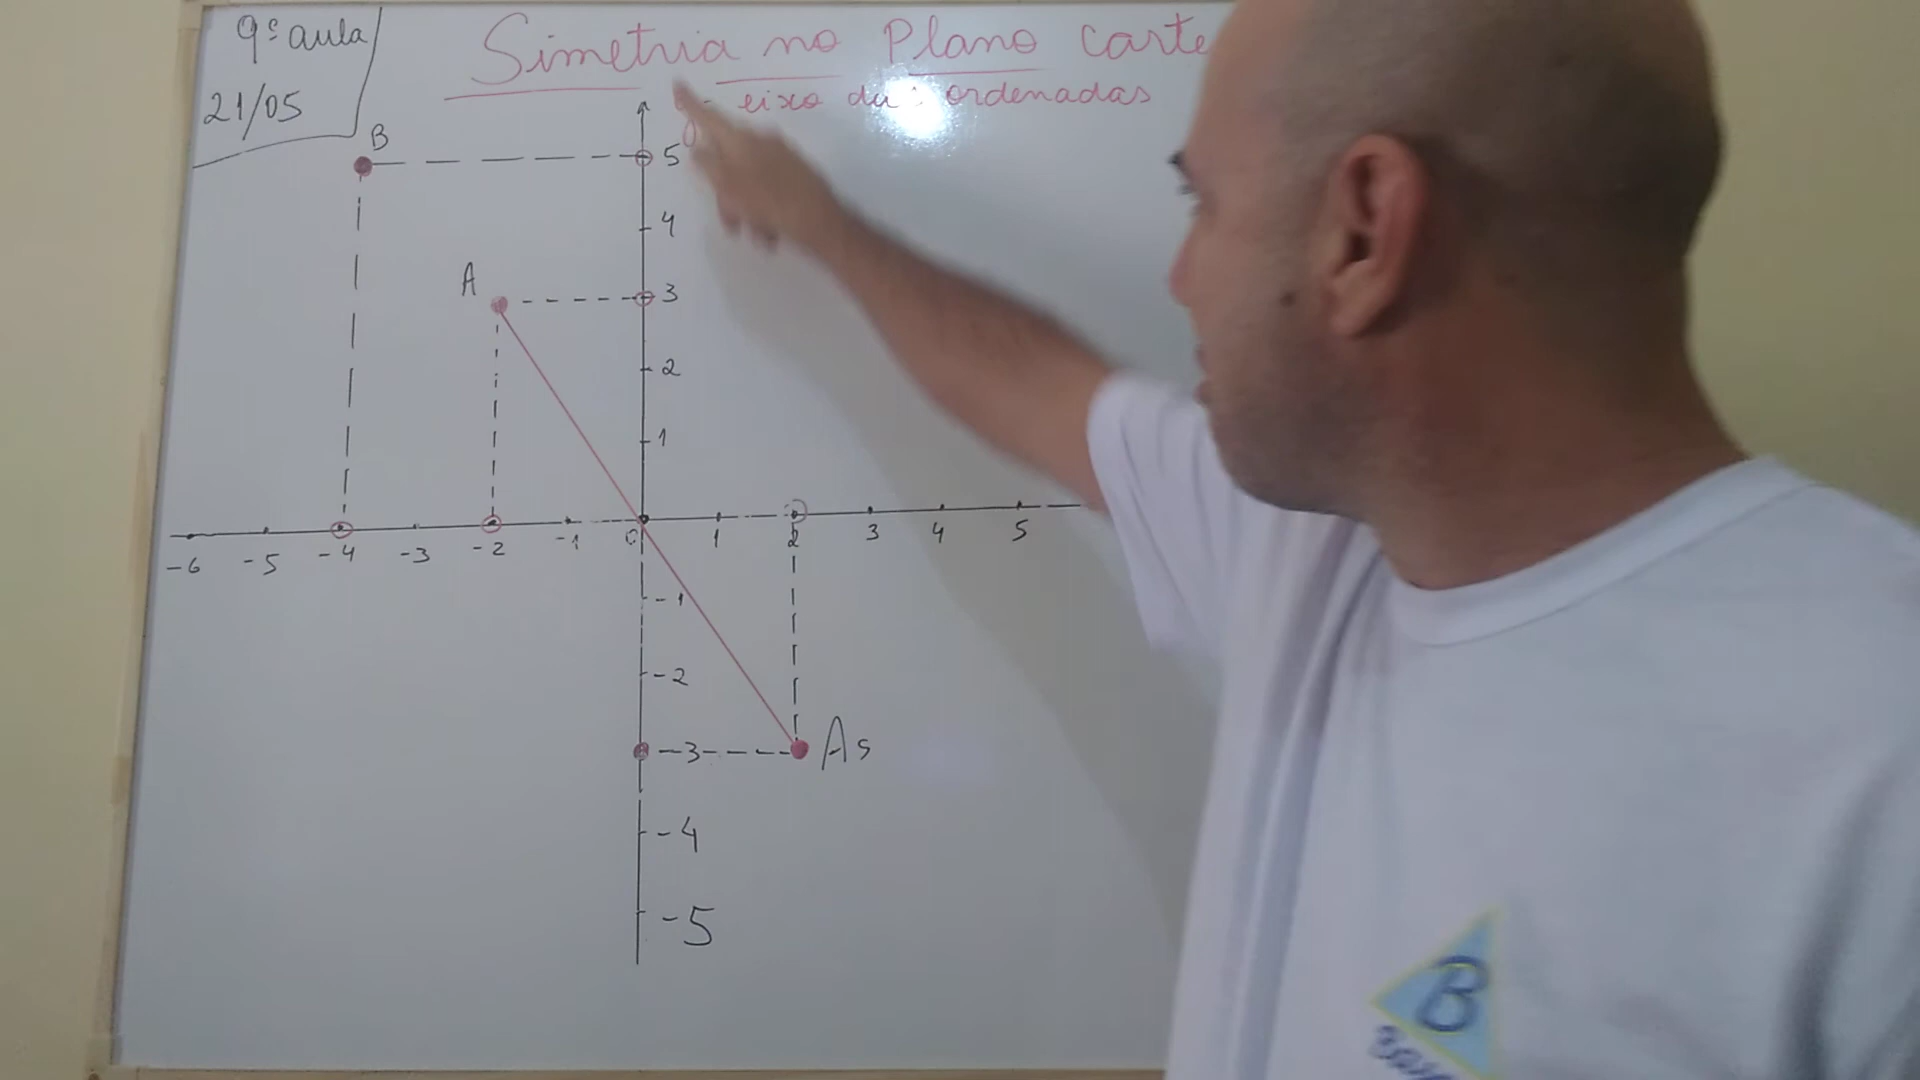 9ª aula
21/05
Simetria no Plano carte
y - eixo das ordenadas
B
5
4
A
3
2
1
-6 -5 -4 -3 -2 -1 0 1 2 3 4 5
-1
-2
-3
As
-4
-5
B